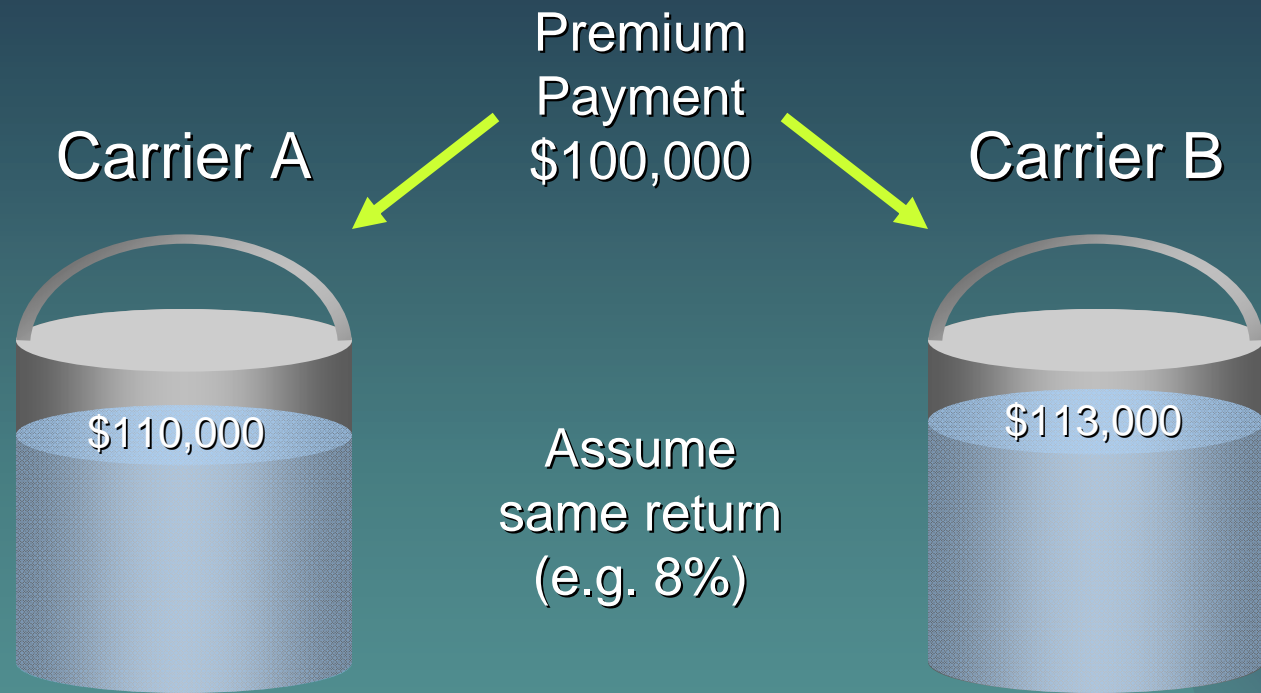 Premium
Payment
$100,000
Carrier A
Carrier B
$110,000
$113,000
Assume
same return
(e.g. 8%)